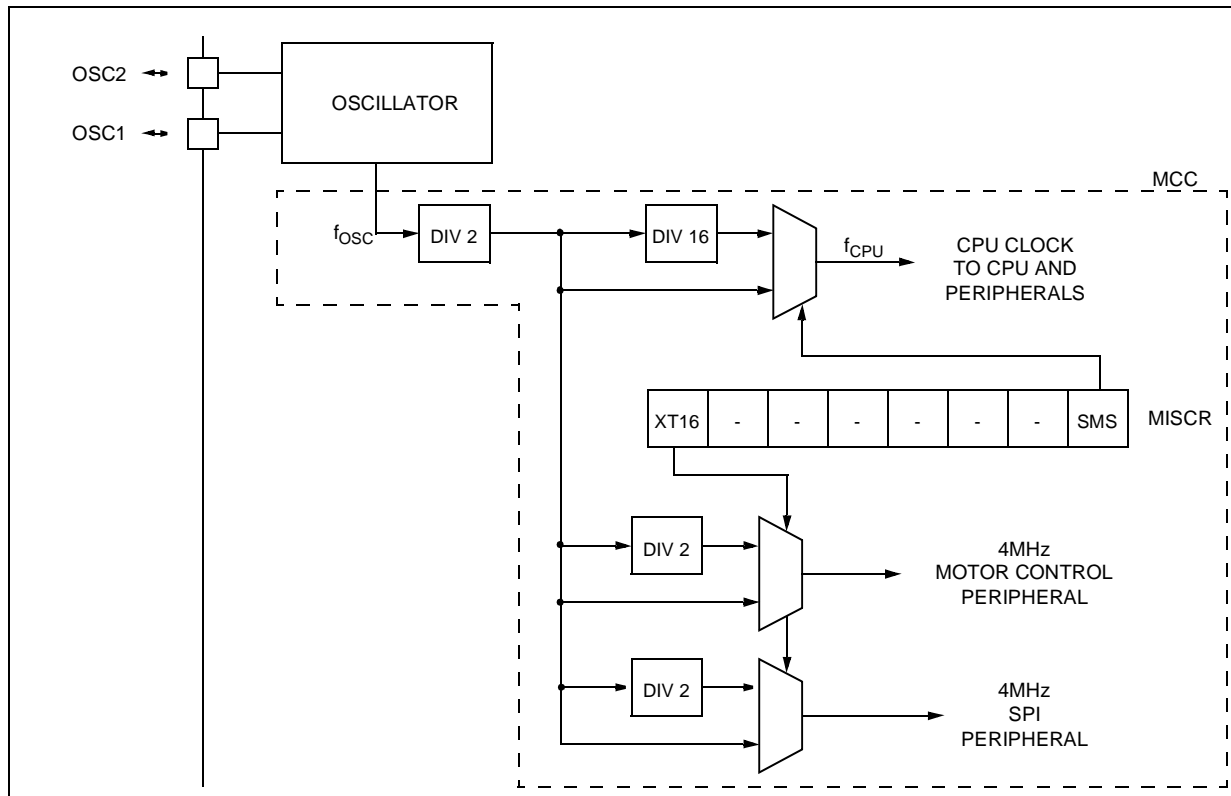 OSC2
OSCILLATOR
OSC1
MCC
fOSC
DIV 2
DIV 16
fCPU
CPU CLOCK
TO CPU AND
PERIPHERALS
XT16 - - - - - - SMS
MISCR
DIV 2
4MHz
MOTOR CONTROL
PERIPHERAL
DIV 2
4MHz
SPI
PERIPHERAL